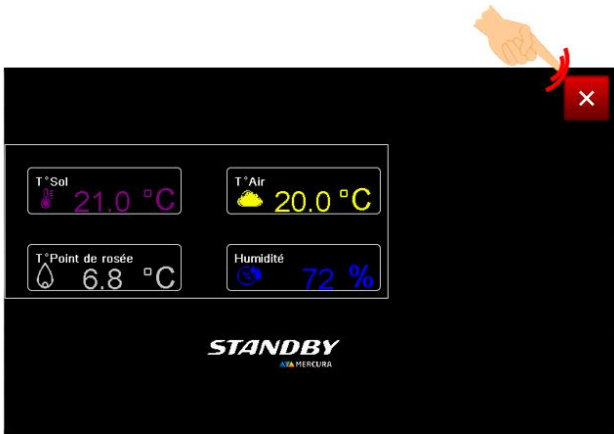 ×
T°Sol
21.0 °C
T°Air
20.0 °C
T°Point de rosée
6.8 °C
Humidité
72 %
STANDBY
MERCURA